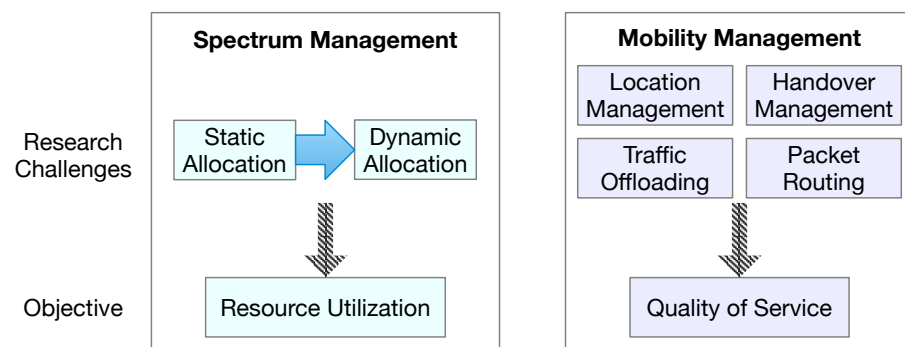 Spectrum Management
Mobility Management
Research
Challenges
Static
Allocation
Dynamic
Allocation
Location
Management
Handover
Management
Traffic
Offloading
Packet
Routing
Objective
Resource Utilization
Quality of Service